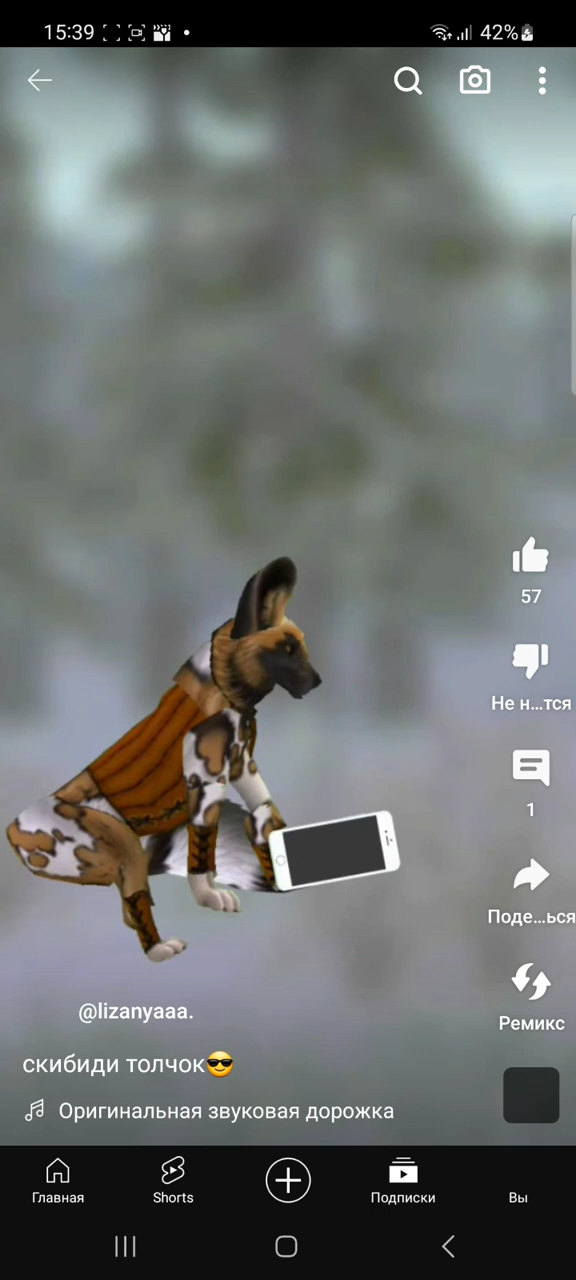 15:39
42%
57
Не н...тся
1
Поде...ься
@lizanyaaa.
Ремикс
скибиди толчок😎
Оригинальная звуковая дорожка
Главная
Shorts
Подписки
Вы